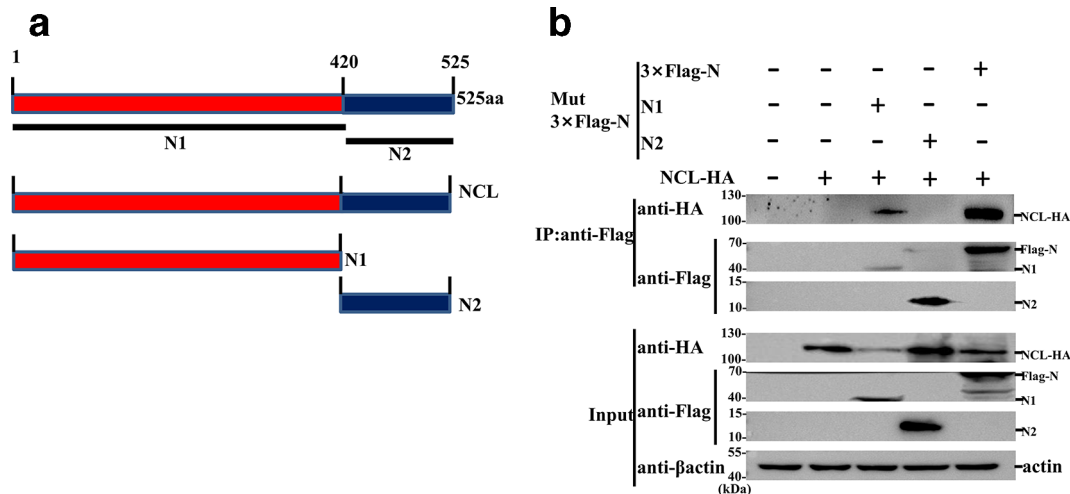 a
1 420 525
525aa
N1
N2
NCL
N1
N2
b
Mut
3×Flag-N
3×Flag-N - - - - +
N1 - - + - -
N2 - - - + -
NCL-HA - + + + +
IP:anti-Flag
anti-HA
130-
100-
NCL-HA
anti-Flag
70-
40-
Flag-N
N1
15-
10-
N2
Input
anti-HA
130-
100-
NCL-HA
anti-Flag
70-
40-
Flag-N
N1
15-
10-
N2
anti-βactin
55-
40-
actin
(kDa)